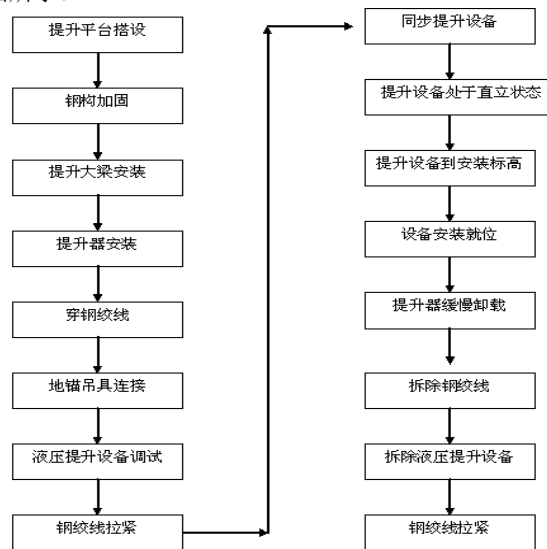 提升平台搭设
钢构加固
提升大梁安装
提升器安装
穿钢绞线
地锚吊具连接
液压提升设备调试
钢绞线拉紧
同步提升设备
提升设备处于直立状态
提升设备到安装标高
设备安装就位
提升器缓慢卸载
拆除钢绞线
拆除液压提升设备
钢绞线拉紧